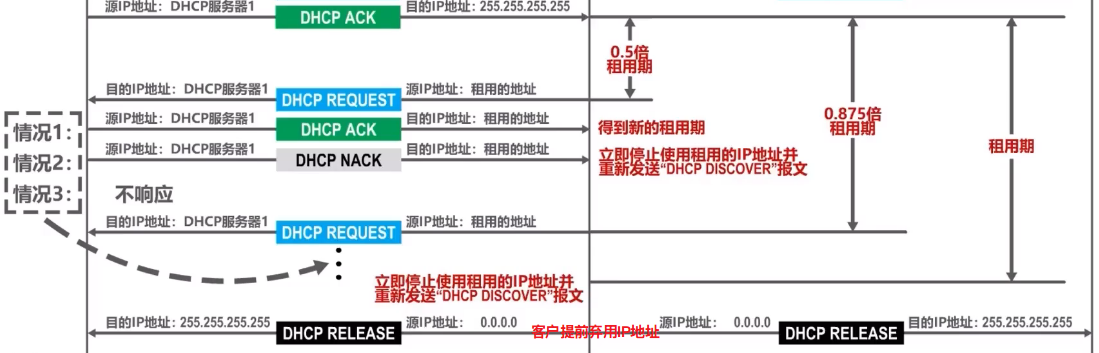 源IP地址：DHCP服务器1 DHCP ACK 目的IP地址：255.255.255.255
0.5倍
租用期
目的IP地址：DHCP服务器1 DHCP REQUEST 源IP地址：租用的地址
0.875倍
租用期
情况1：
源IP地址：DHCP服务器1 DHCP ACK 目的IP地址：租用的地址
得到新的租用期
租用期
情况2：
源IP地址：DHCP服务器1 DHCP NACK 目的IP地址：租用的地址
立即停止使用租用的IP地址并
重新发送“DHCP DISCOVER”报文
情况3： 不响应
目的IP地址：DHCP服务器1 DHCP REQUEST 源IP地址：租用的地址
立即停止使用租用的IP地址并
重新发送“DHCP DISCOVER”报文
目的IP地址：255.255.255.255 DHCP RELEASE 源IP地址： 0.0.0.0
客户提前弃用IP地址
源IP地址： 0.0.0.0 DHCP RELEASE 目的IP地址：255.255.255.255